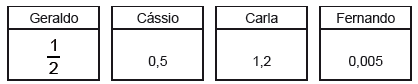 Geraldo Cássio Carla Fernando
1/2 0,5 1,2 0,005